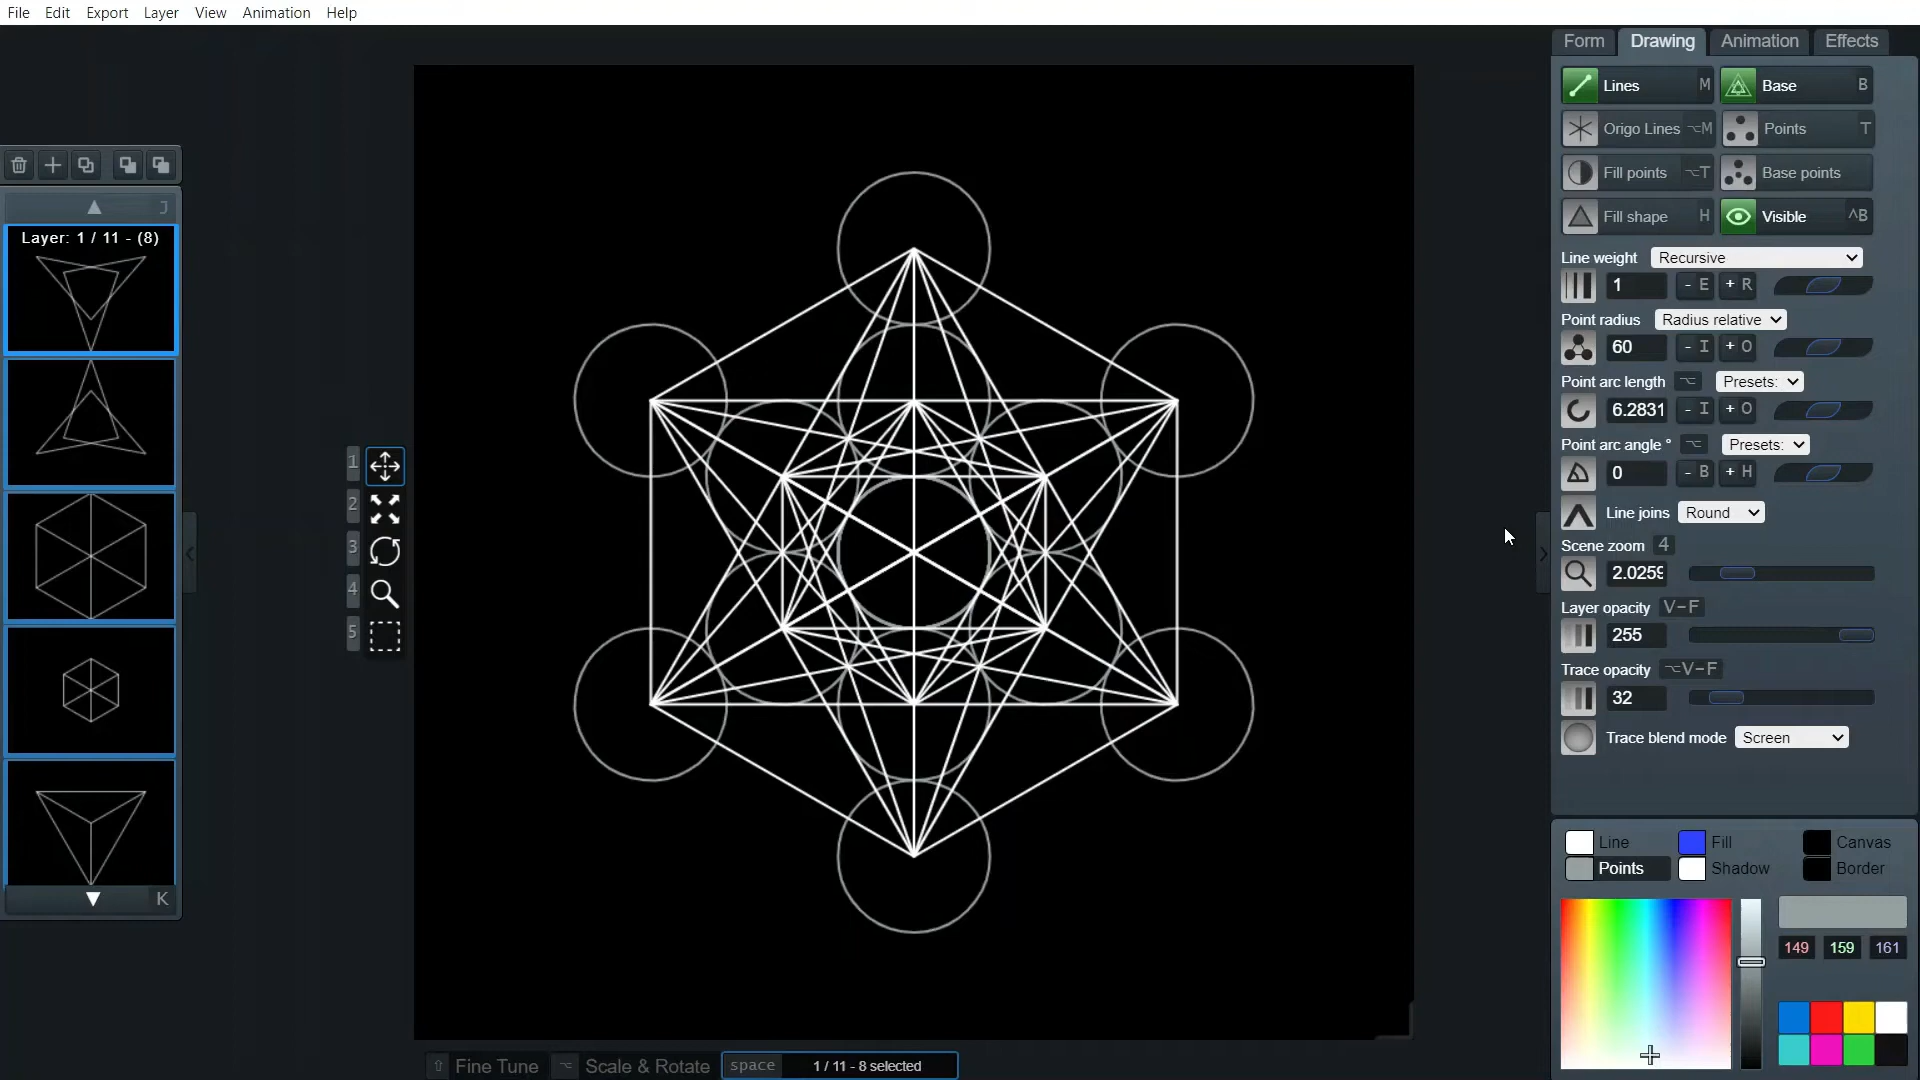 File Edit Export Layer View Animation Help
Form Drawing Animation Effects
Lines M Base B
Origo Lines ⌥M Points T
Fill points ⌥T Base points
Fill shape H Visible ^B
Line weight Recursive
1 - E + R
Point radius Radius relative
60 - I + O
Point arc length ⌥ Presets:
6.2831 - I + O
Point arc angle ° ⌥ Presets:
0 - B + H
Line joins Round
Scene zoom 4
2.0259
Layer opacity V-F
255
Trace opacity ⌥V-F
32
Trace blend mode Screen
Line Fill Canvas
Points Shadow Border
149 159 161
J
Layer: 1 / 11 - (8)
K
1
2
3
4
5
⇧ Fine Tune ⌥ Scale & Rotate space 1 / 11 - 8 selected